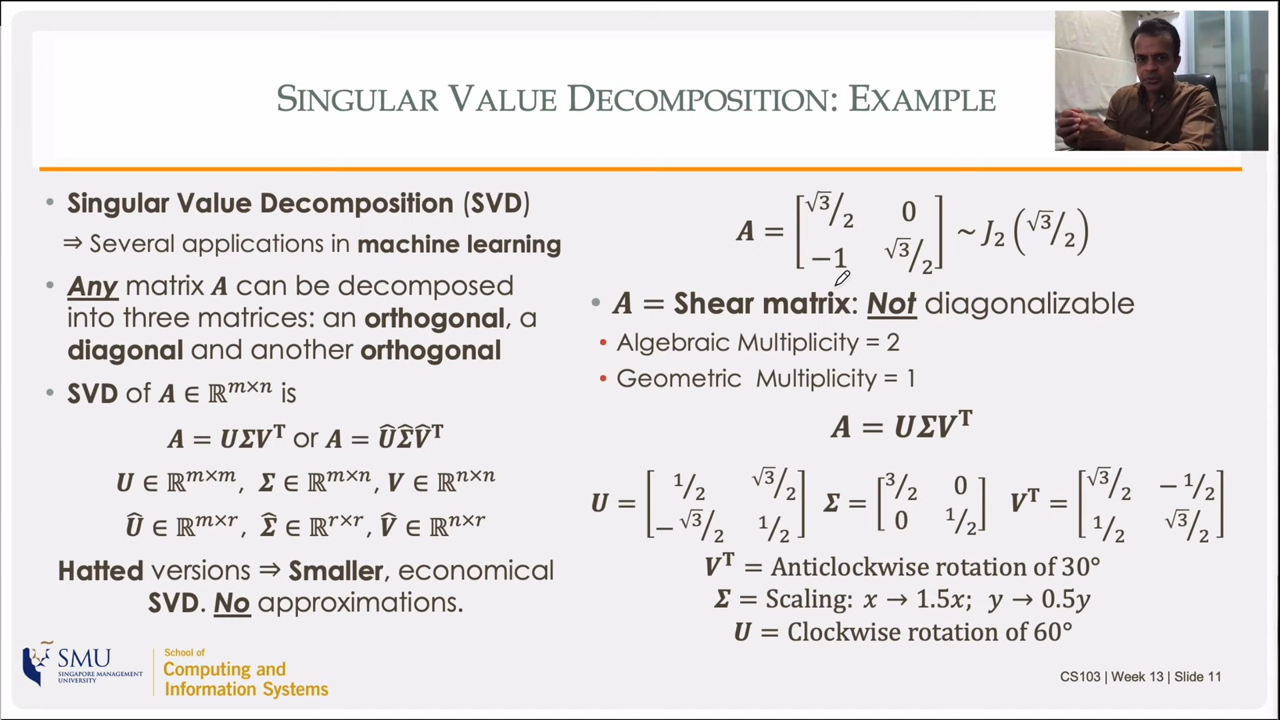 SINGULAR VALUE DECOMPOSITION: EXAMPLE
• Singular Value Decomposition (SVD)
⇒ Several applications in machine learning
• Any matrix A can be decomposed
into three matrices: an orthogonal, a
diagonal and another orthogonal
• SVD of A ∈ ℝ^{m×n} is
A = UΣV^T or A = ÛΣ̂V̂^T
U ∈ ℝ^{m×m}, Σ ∈ ℝ^{m×n}, V ∈ ℝ^{n×n}
Û ∈ ℝ^{m×r}, Σ̂ ∈ ℝ^{r×r}, V̂ ∈ ℝ^{n×r}
Hatted versions ⇒ Smaller, economical
SVD. No approximations.
A = [√3/2 0; −1 √3/2] ~ J₂(√3/2)
• A = Shear matrix: Not diagonalizable
• Algebraic Multiplicity = 2
• Geometric Multiplicity = 1
A = UΣV^T
U = [1/2 √3/2; −√3/2 1/2] Σ = [3/2 0; 0 1/2] V^T = [√3/2 −1/2; 1/2 √3/2]
V^T = Anticlockwise rotation of 30°
Σ = Scaling: x → 1.5x; y → 0.5y
U = Clockwise rotation of 60°
SMU
SINGAPORE MANAGEMENT
UNIVERSITY
School of
Computing and
Information Systems
CS103 | Week 13 | Slide 11